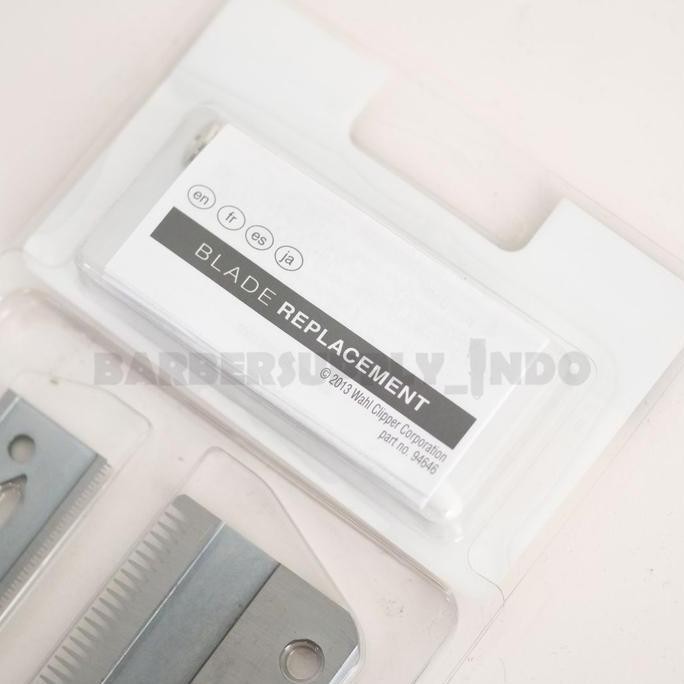 en fr es ja
BLADE REPLACEMENT
© 2013 Wahl Clipper Corporation
part no. 94646
BARBERSUPPLY_INDO